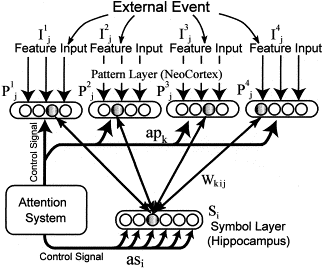 External Event
I¹ⱼ I²ⱼ I³ⱼ I⁴ⱼ
Feature Input Feature Input Feature Input Feature Input
Pattern Layer (NeoCortex)
P¹ⱼ P²ⱼ P³ⱼ P⁴ⱼ
Control Signal
apₖ
Wₖᵢⱼ
Attention
System
Sᵢ
Symbol Layer
(Hippocampus)
Control Signal
asᵢ